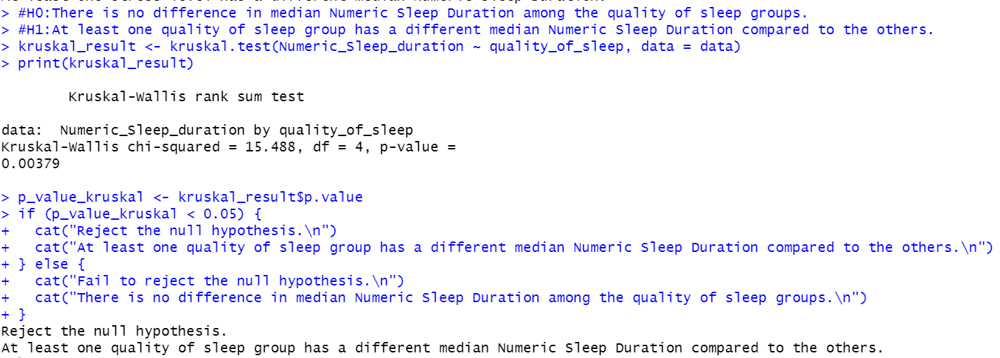 > #H0:There is no difference in median Numeric Sleep Duration among the quality of sleep groups.
> #H1:At least one quality of sleep group has a different median Numeric Sleep Duration compared to the others.
> kruskal_result <- kruskal.test(Numeric_Sleep_duration ~ quality_of_sleep, data = data)
> print(kruskal_result)
Kruskal-Wallis rank sum test
data:  Numeric_Sleep_duration by quality_of_sleep
Kruskal-Wallis chi-squared = 15.488, df = 4, p-value =
0.00379
> p_value_kruskal <- kruskal_result$p.value
> if (p_value_kruskal < 0.05) {
+   cat("Reject the null hypothesis.\n")
+   cat("At least one quality of sleep group has a different median Numeric Sleep Duration compared to the others.\n")
+ } else {
+   cat("Fail to reject the null hypothesis.\n")
+   cat("There is no difference in median Numeric Sleep Duration among the quality of sleep groups.\n")
+ }
Reject the null hypothesis.
At least one quality of sleep group has a different median Numeric Sleep Duration compared to the others.